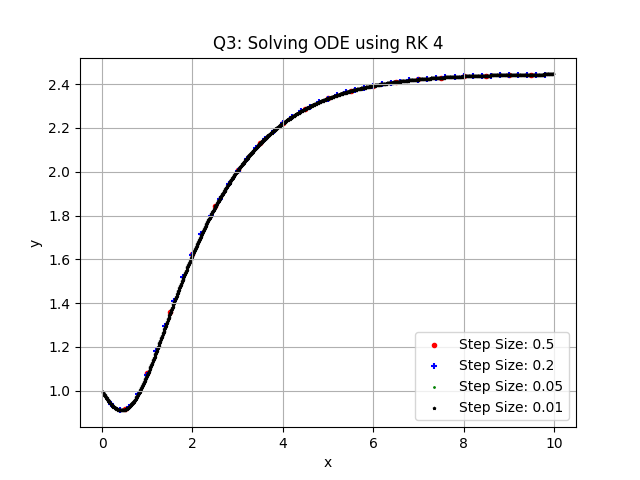 Q3: Solving ODE using RK 4
2.4
2.2
2.0
1.8
1.6
1.4
1.2
1.0
y
Step Size: 0.5
Step Size: 0.2
Step Size: 0.05
Step Size: 0.01
0 2 4 6 8 10
x